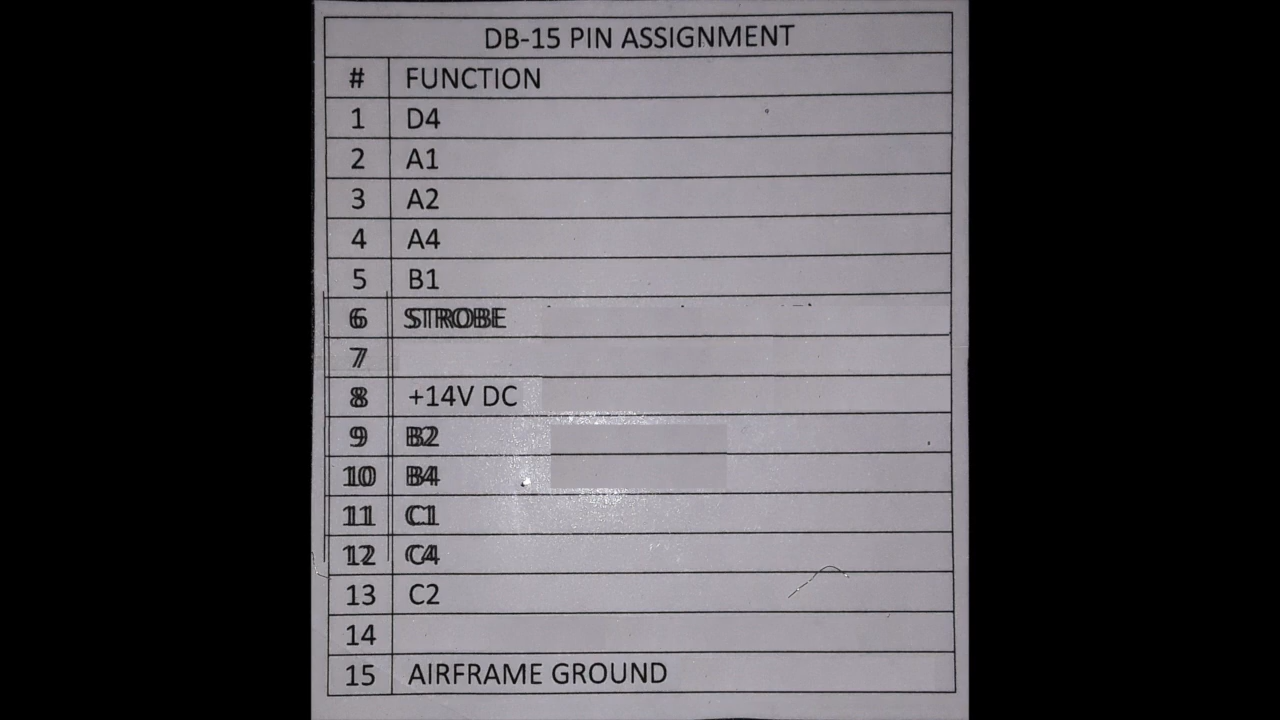 DB-15 PIN ASSIGNMENT
# FUNCTION
1 D4
2 A1
3 A2
4 A4
5 B1
6 STROBE
7
8 +14V DC
9 B2
10 B4
11 C1
12 C4
13 C2
14
15 AIRFRAME GROUND